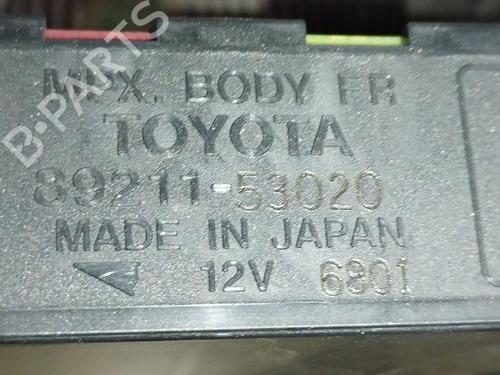 MPX. BODY FR
TOYOTA
89211-53020
MADE IN JAPAN
12V 6801
B-PARTS